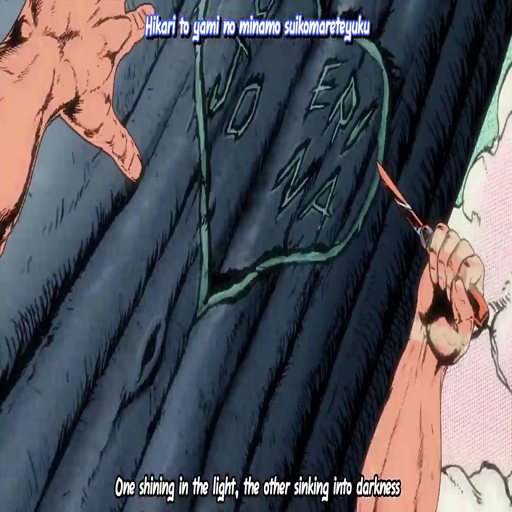 Hikari to yami no minamo suikomareteyuku
JO
ERI
NA
One shining in the light, the other sinking into darkness